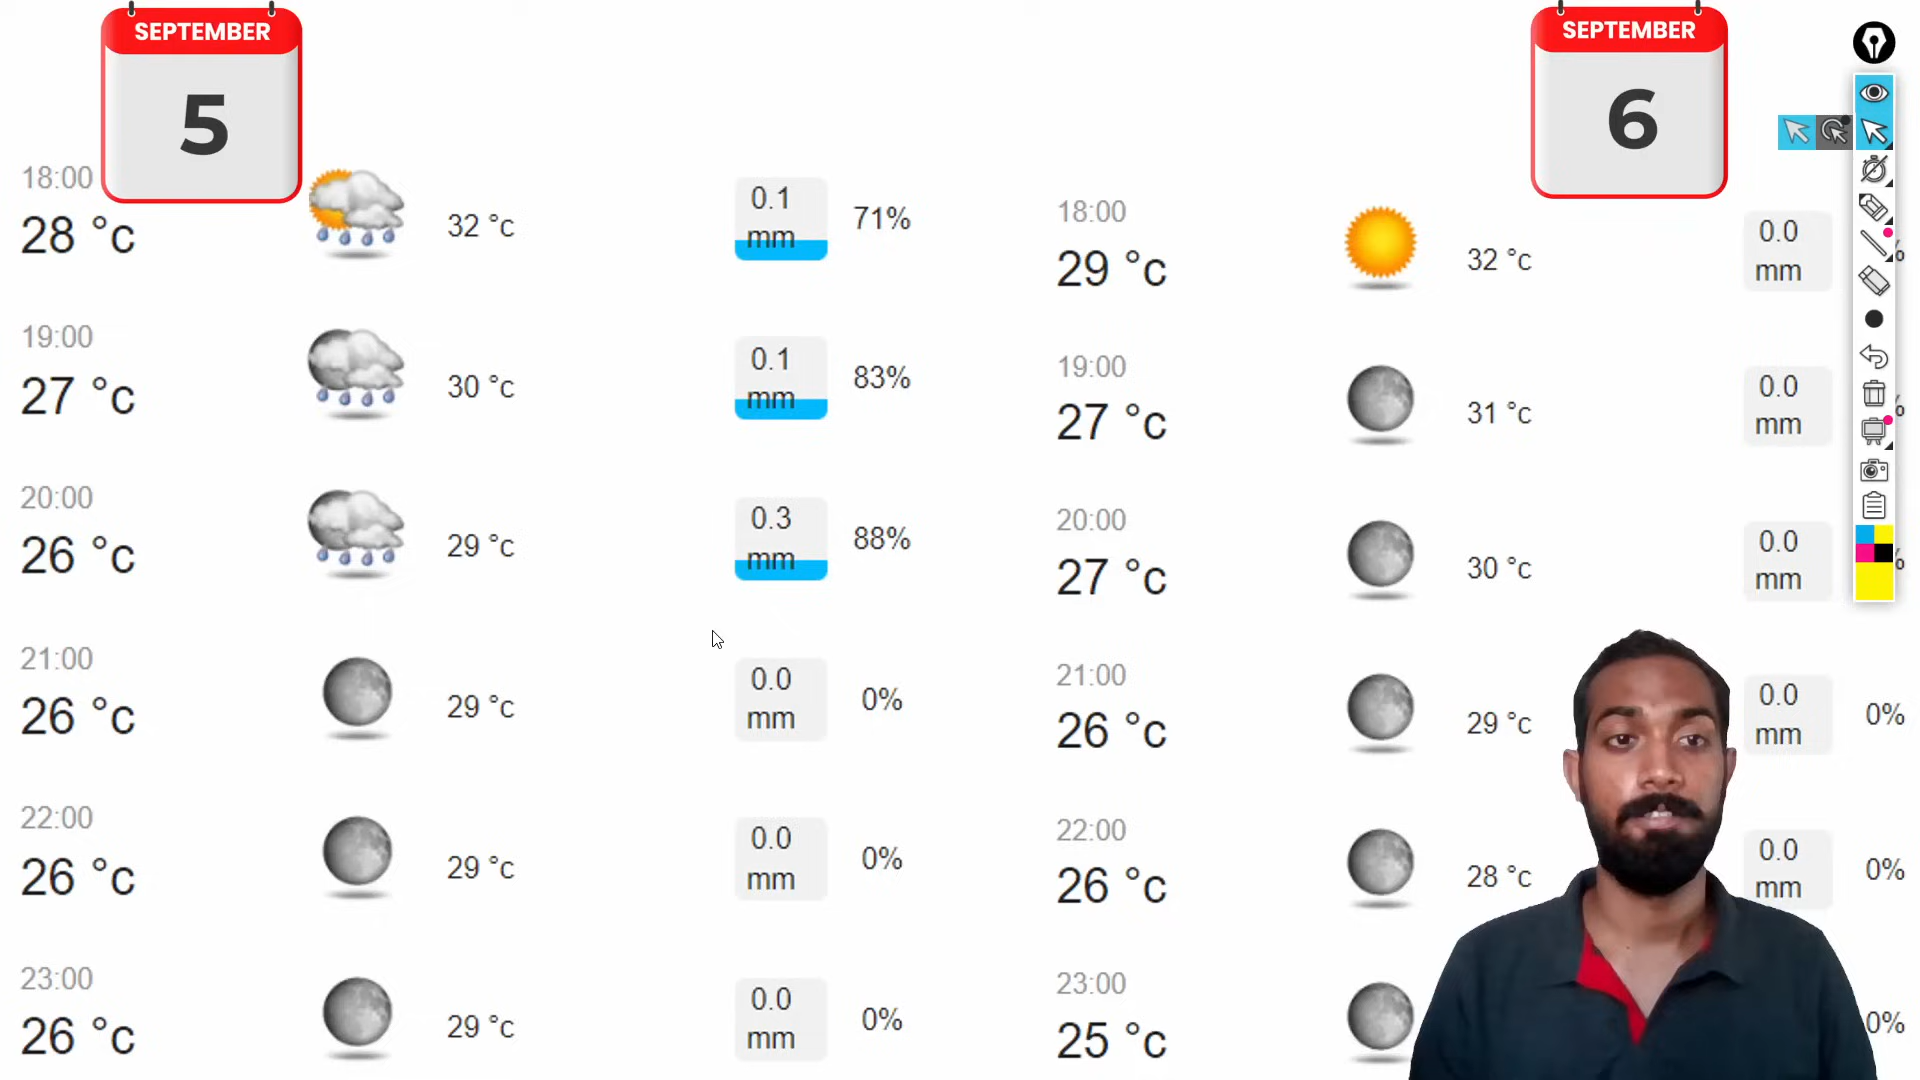 SEPTEMBER
5
18:00
28 °c
32 °c
0.1
mm
71%
19:00
27 °c
30 °c
0.1
mm
83%
20:00
26 °c
29 °c
0.3
mm
88%
21:00
26 °c
29 °c
0.0
mm
0%
22:00
26 °c
29 °c
0.0
mm
0%
23:00
26 °c
29 °c
0.0
mm
0%
SEPTEMBER
6
18:00
29 °c
32 °c
0.0
mm
19:00
27 °c
31 °c
0.0
mm
20:00
27 °c
30 °c
0.0
mm
21:00
26 °c
29 °c
0.0
mm
0%
22:00
26 °c
28 °c
0.0
mm
0%
23:00
25 °c
0%